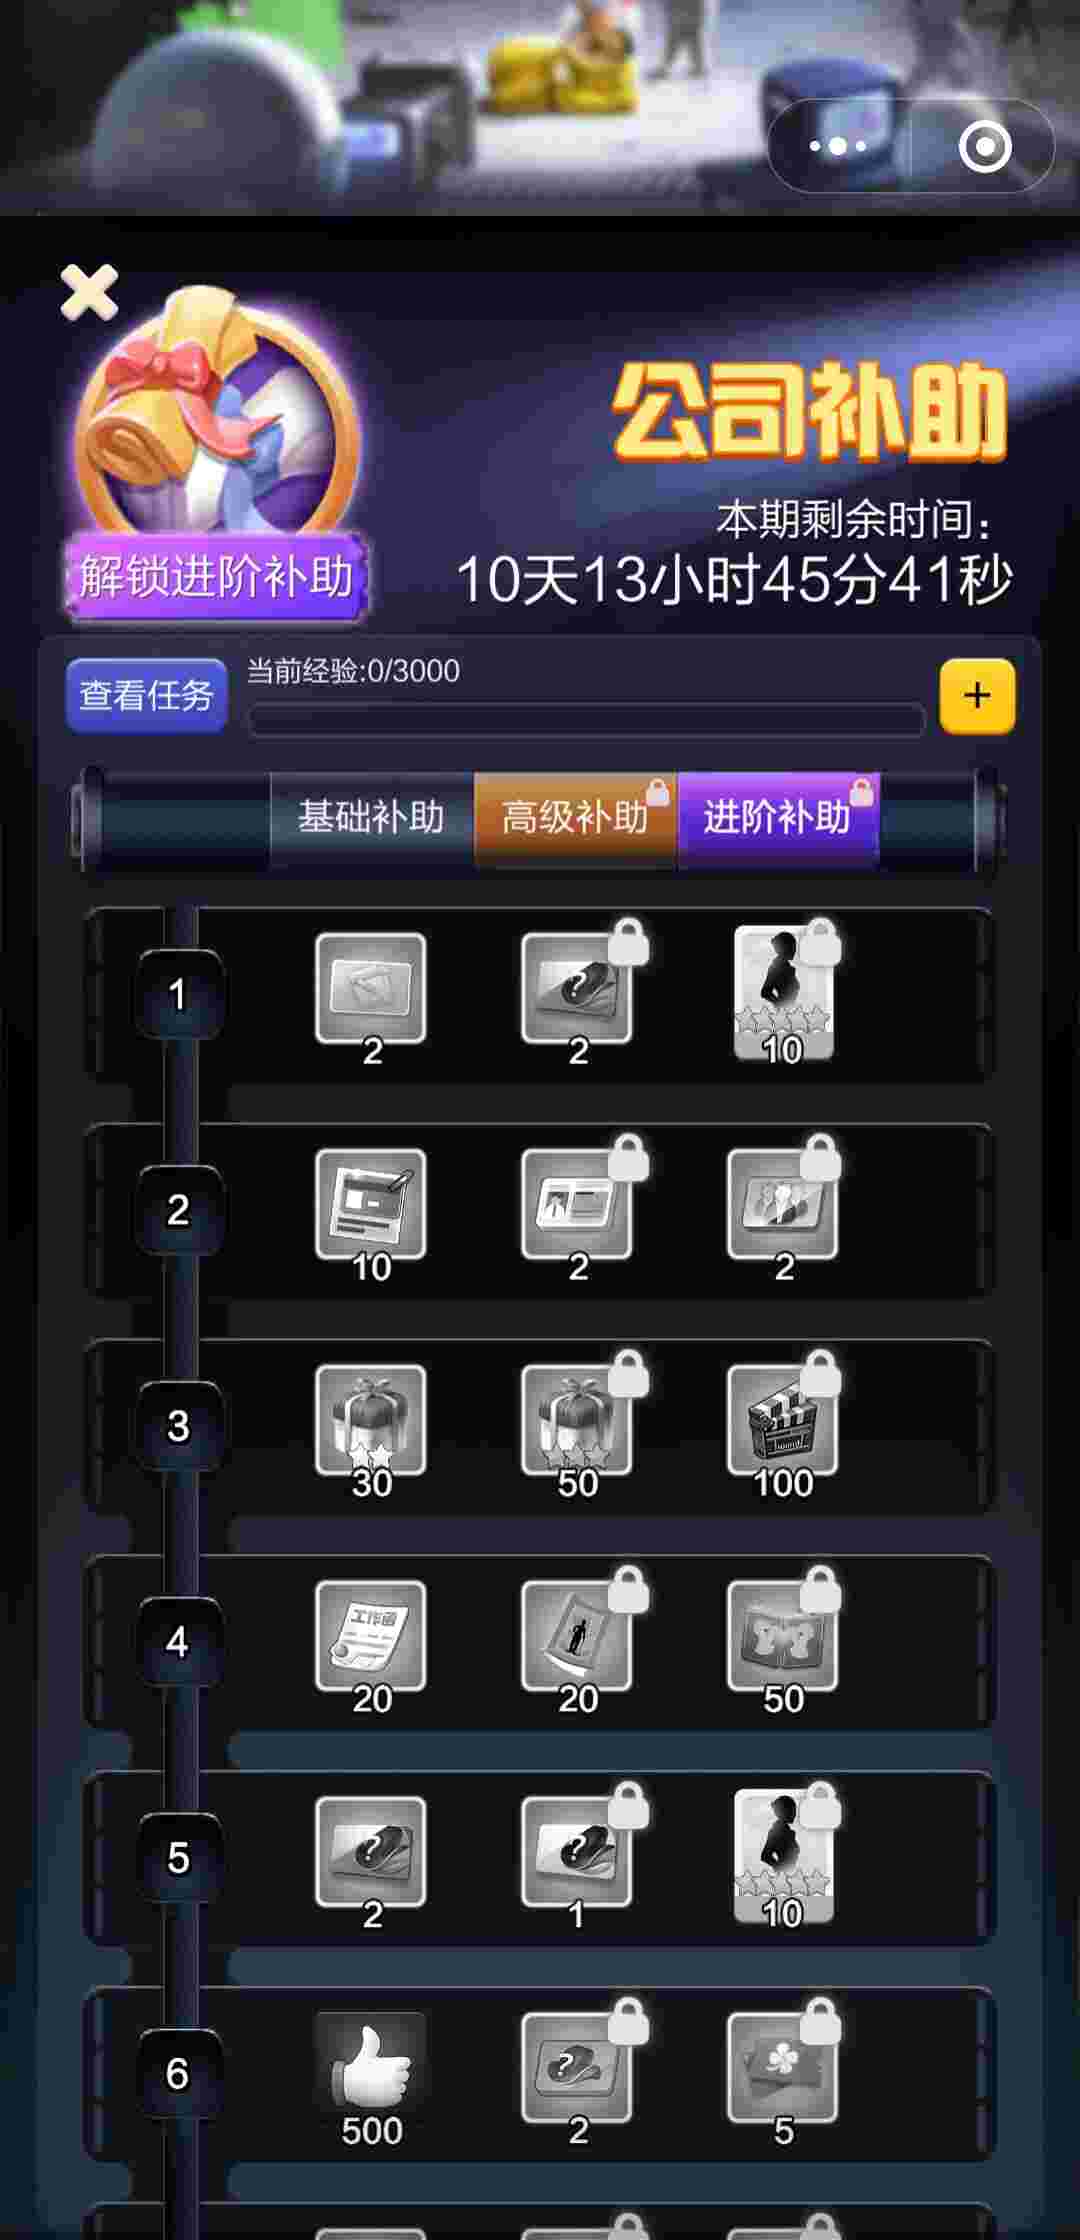 公司补助
本期剩余时间：
10天13小时45分41秒
解锁进阶补助
查看任务
当前经验:0/3000
+
基础补助 高级补助 进阶补助
1
2 ? 2 10
2
10 2 2
3
30 50 100
4
工作函
20 20 50
5
? 2 ? 1 10
6
500 ? 2 5